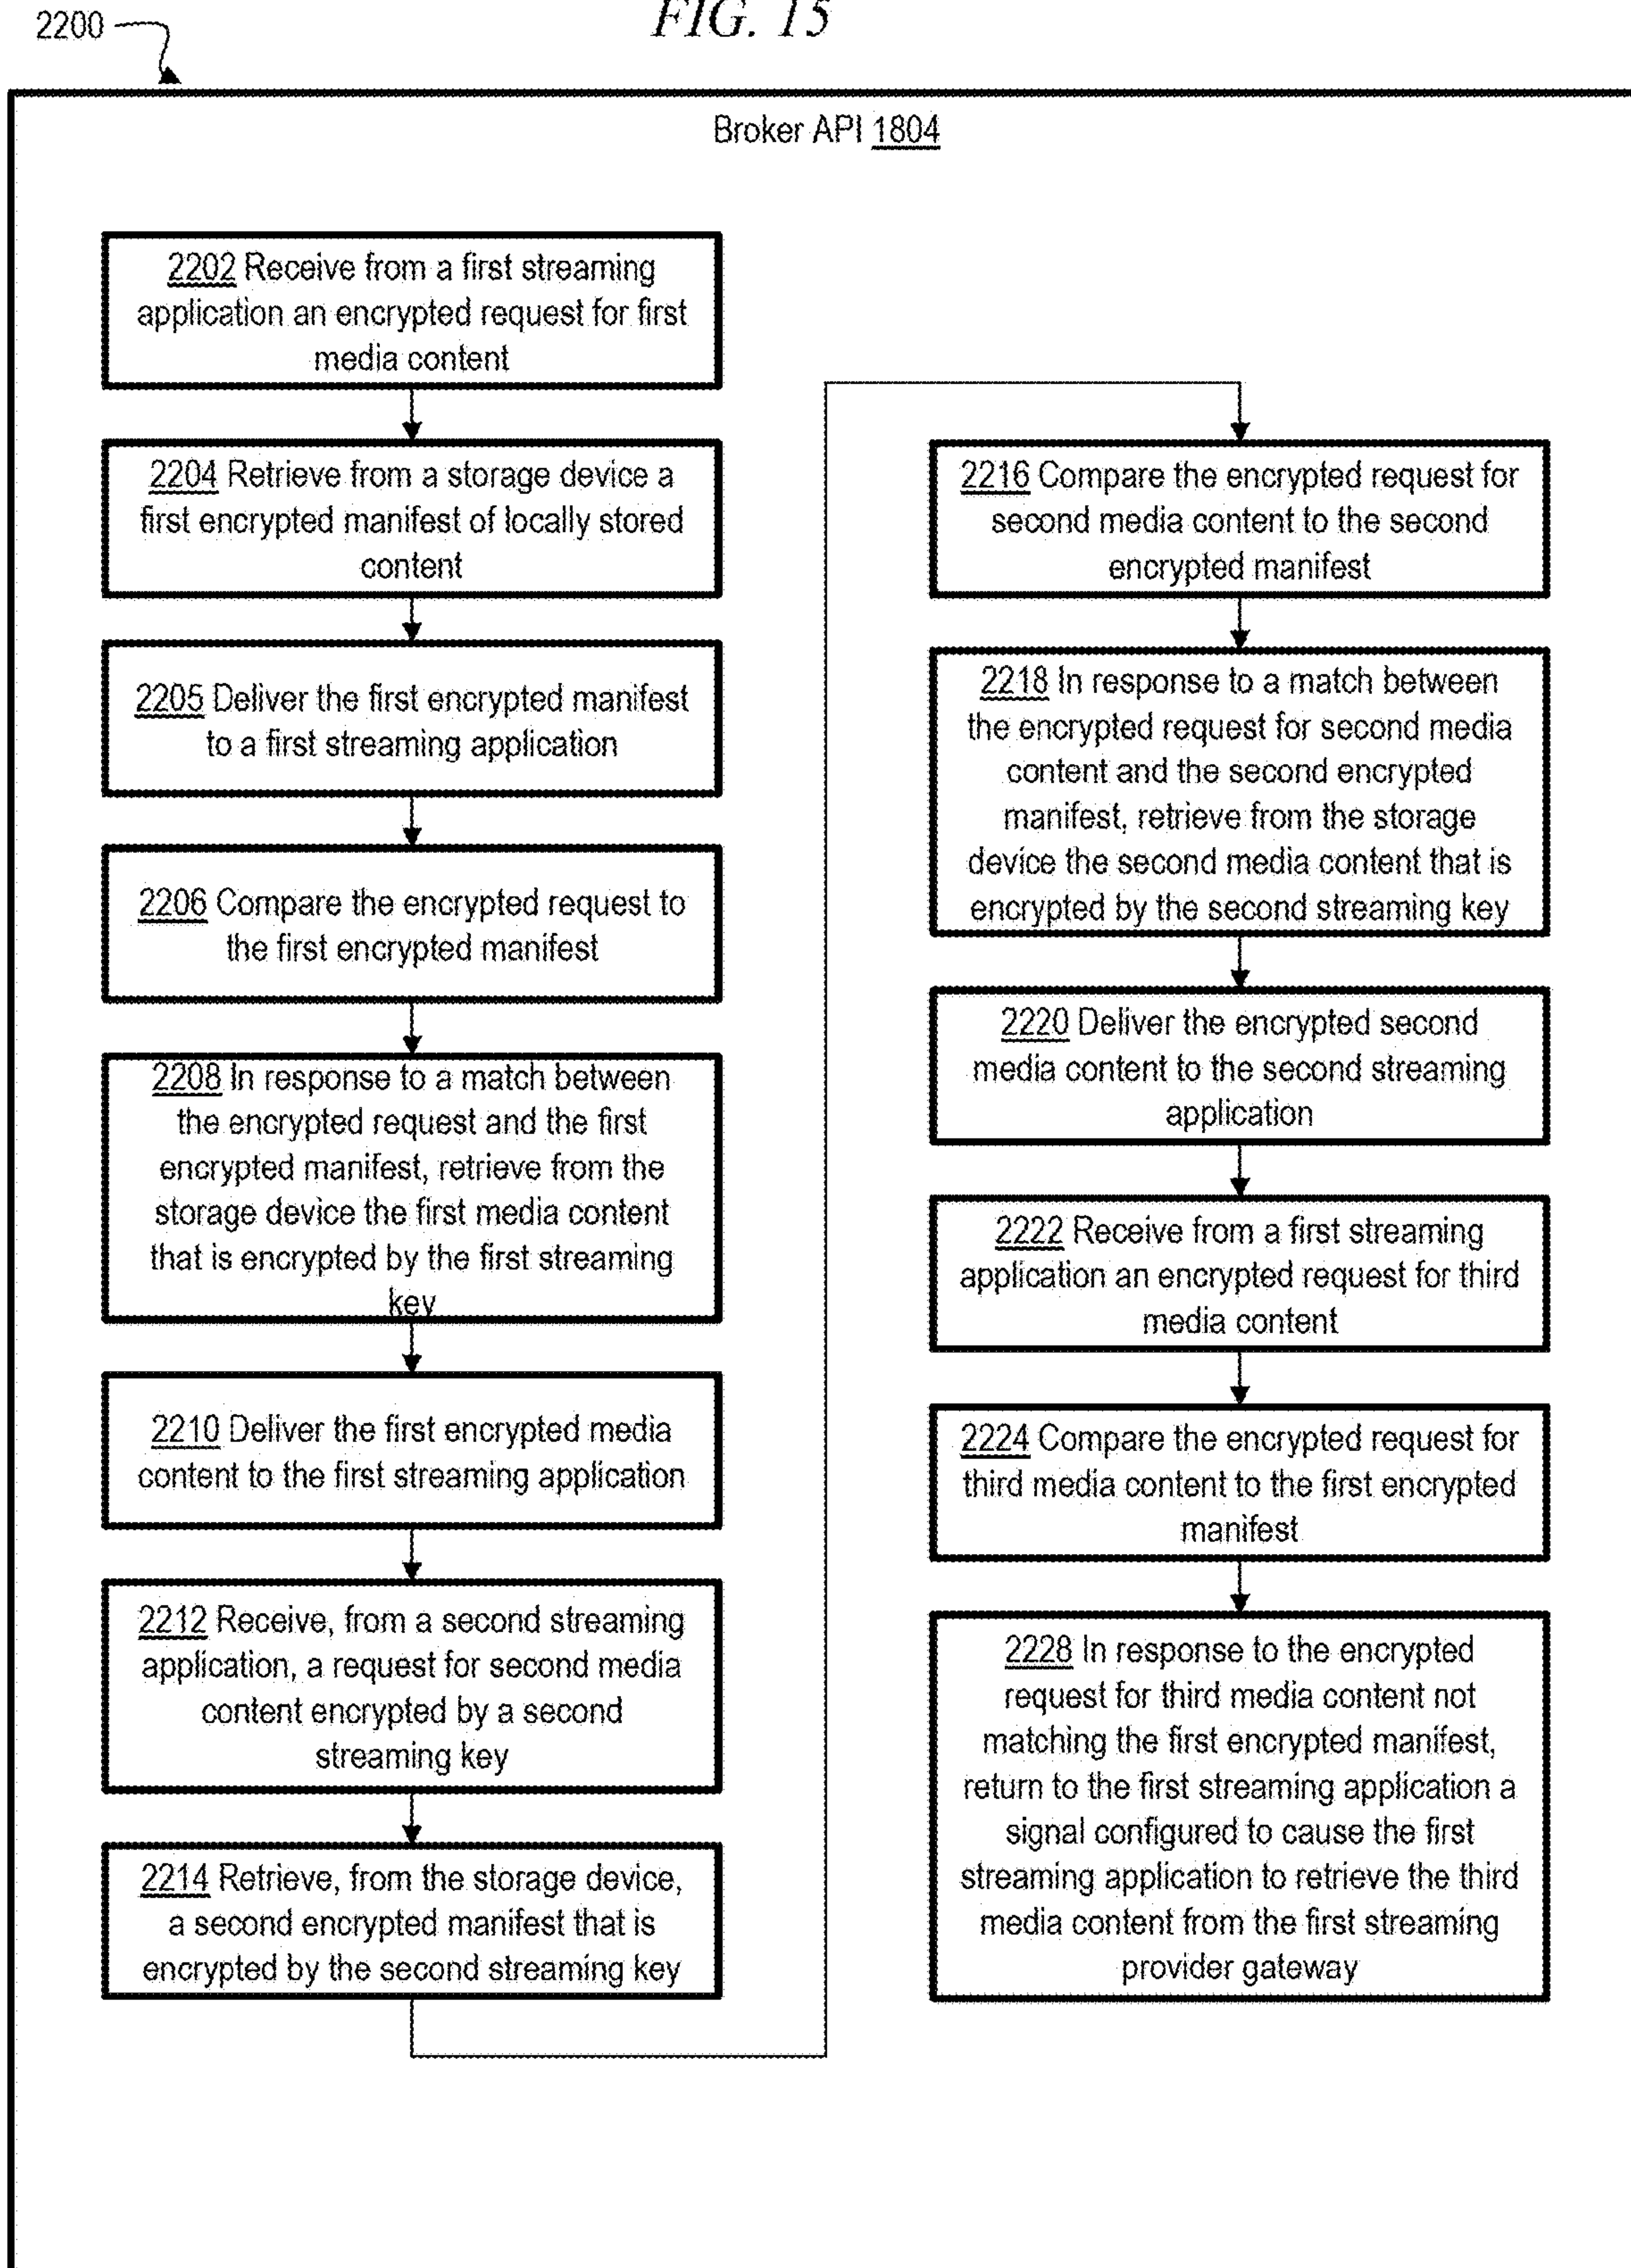 FIG. 15
2200
Broker API 1804
2202 Receive from a first streaming
application an encrypted request for first
media content
2204 Retrieve from a storage device a
first encrypted manifest of locally stored
content
2205 Deliver the first encrypted manifest
to a first streaming application
2206 Compare the encrypted request to
the first encrypted manifest
2208 In response to a match between
the encrypted request and the first
encrypted manifest, retrieve from the
storage device the first media content
that is encrypted by the first streaming
key
2210 Deliver the first encrypted media
content to the first streaming application
2212 Receive, from a second streaming
application, a request for second media
content encrypted by a second
streaming key
2214 Retrieve, from the storage device,
a second encrypted manifest that is
encrypted by the second streaming key
2216 Compare the encrypted request for
second media content to the second
encrypted manifest
2218 In response to a match between
the encrypted request for second media
content and the second encrypted
manifest, retrieve from the storage
device the second media content that is
encrypted by the second streaming key
2220 Deliver the encrypted second
media content to the second streaming
application
2222 Receive from a first streaming
application an encrypted request for third
media content
2224 Compare the encrypted request for
third media content to the first encrypted
manifest
2228 In response to the encrypted
request for third media content not
matching the first encrypted manifest,
return to the first streaming application a
signal configured to cause the first
streaming application to retrieve the third
media content from the first streaming
provider gateway